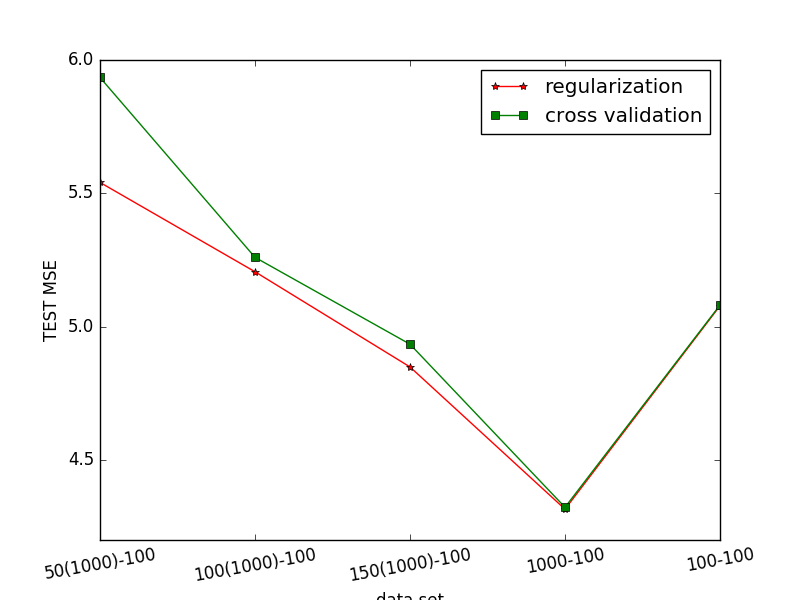 6.0
5.5
5.0
4.5
TEST MSE
regularization
cross validation
50(1000)-100
100(1000)-100
150(1000)-100
1000-100
100-100
data set